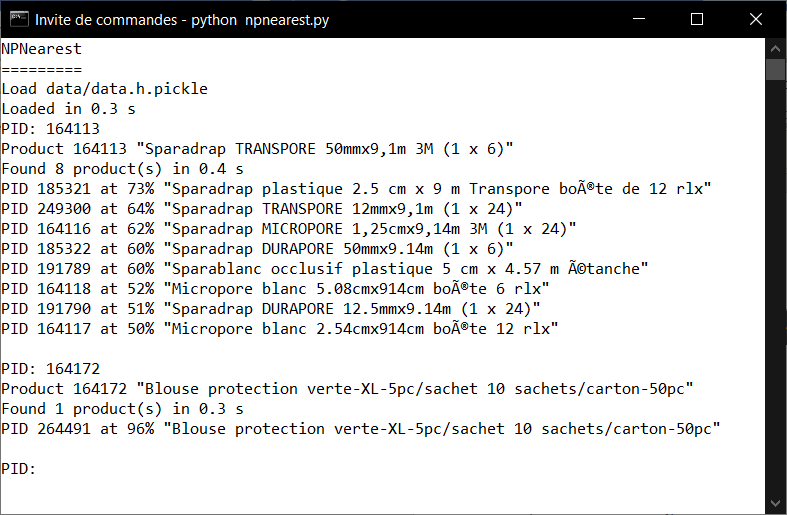 Invite de commandes - python  npnearest.py
NPNearest
=========
Load data/data.h.pickle
Loaded in 0.3 s
PID: 164113
Product 164113 "Sparadrap TRANSPORE 50mmx9,1m 3M (1 x 6)"
Found 8 product(s) in 0.4 s
PID 185321 at 73% "Sparadrap plastique 2.5 cm x 9 m Transpore boÃ®te de 12 rlx"
PID 249300 at 64% "Sparadrap TRANSPORE 12mmx9,1m (1 x 24)"
PID 164116 at 62% "Sparadrap MICROPORE 1,25cmx9,14m 3M (1 x 24)"
PID 185322 at 60% "Sparadrap DURAPORE 50mmx9.14m (1 x 6)"
PID 191789 at 60% "Sparablanc occlusif plastique 5 cm x 4.57 m Ã©tanche"
PID 164118 at 52% "Micropore blanc 5.08cmx914cm boÃ®te 6 rlx"
PID 191790 at 51% "Sparadrap DURAPORE 12.5mmx9.14m (1 x 24)"
PID 164117 at 50% "Micropore blanc 2.54cmx914cm boÃ®te 12 rlx"
PID: 164172
Product 164172 "Blouse protection verte-XL-5pc/sachet 10 sachets/carton-50pc"
Found 1 product(s) in 0.3 s
PID 264491 at 96% "Blouse protection verte-XL-5pc/sachet 10 sachets/carton-50pc"
PID: